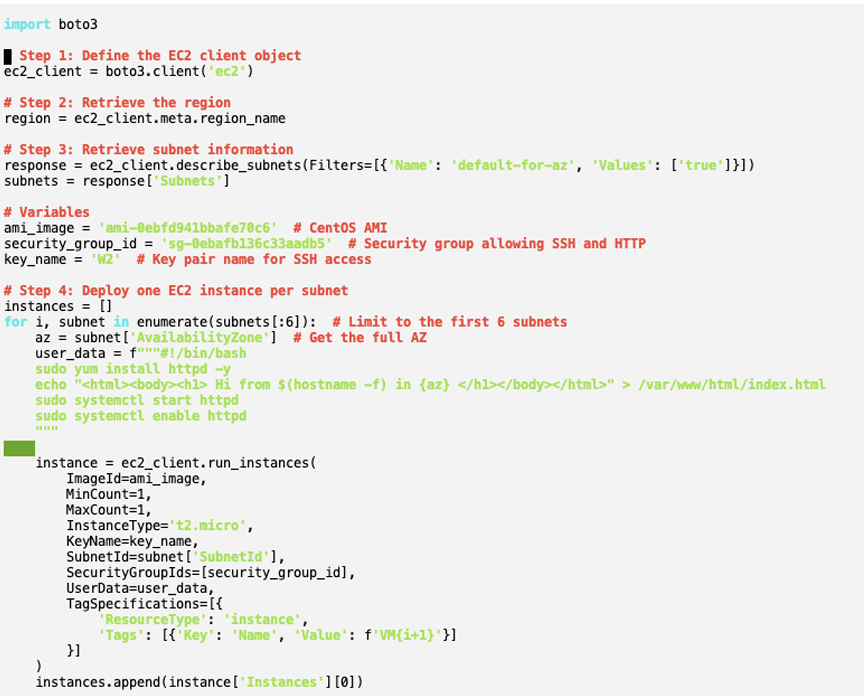 import boto3
Step 1: Define the EC2 client object
ec2_client = boto3.client('ec2')
# Step 2: Retrieve the region
region = ec2_client.meta.region_name
# Step 3: Retrieve subnet information
response = ec2_client.describe_subnets(Filters=[{'Name': 'default-for-az', 'Values': ['true']}])
subnets = response['Subnets']
# Variables
ami_image = 'ami-0ebfd941bbafe70c6'  # CentOS AMI
security_group_id = 'sg-0ebafb136c33aadb5'  # Security group allowing SSH and HTTP
key_name = 'W2'  # Key pair name for SSH access
# Step 4: Deploy one EC2 instance per subnet
instances = []
for i, subnet in enumerate(subnets[:6]):  # Limit to the first 6 subnets
    az = subnet['AvailabilityZone']  # Get the full AZ
    user_data = f"""#!/bin/bash
    sudo yum install httpd -y
    echo "<html><body><h1> Hi from $(hostname -f) in {az} </h1></body></html>" > /var/www/html/index.html
    sudo systemctl start httpd
    sudo systemctl enable httpd
    """
    instance = ec2_client.run_instances(
        ImageId=ami_image,
        MinCount=1,
        MaxCount=1,
        InstanceType='t2.micro',
        KeyName=key_name,
        SubnetId=subnet['SubnetId'],
        SecurityGroupIds=[security_group_id],
        UserData=user_data,
        TagSpecifications=[{
            'ResourceType': 'instance',
            'Tags': [{'Key': 'Name', 'Value': f'VM{i+1}'}]
        }]
    )
    instances.append(instance['Instances'][0])